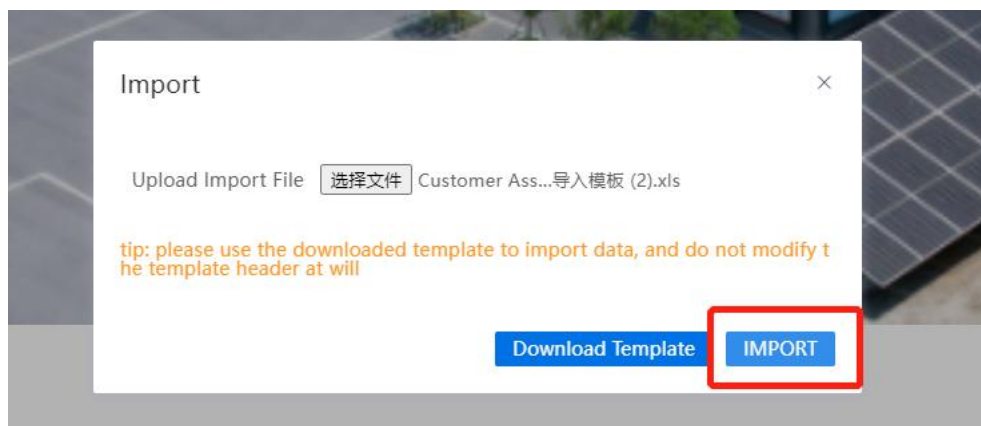 Import
Upload Import File 选择文件 Customer Ass...导入模板 (2).xls
tip: please use the downloaded template to import data, and do not modify t
he template header at will
Download Template IMPORT